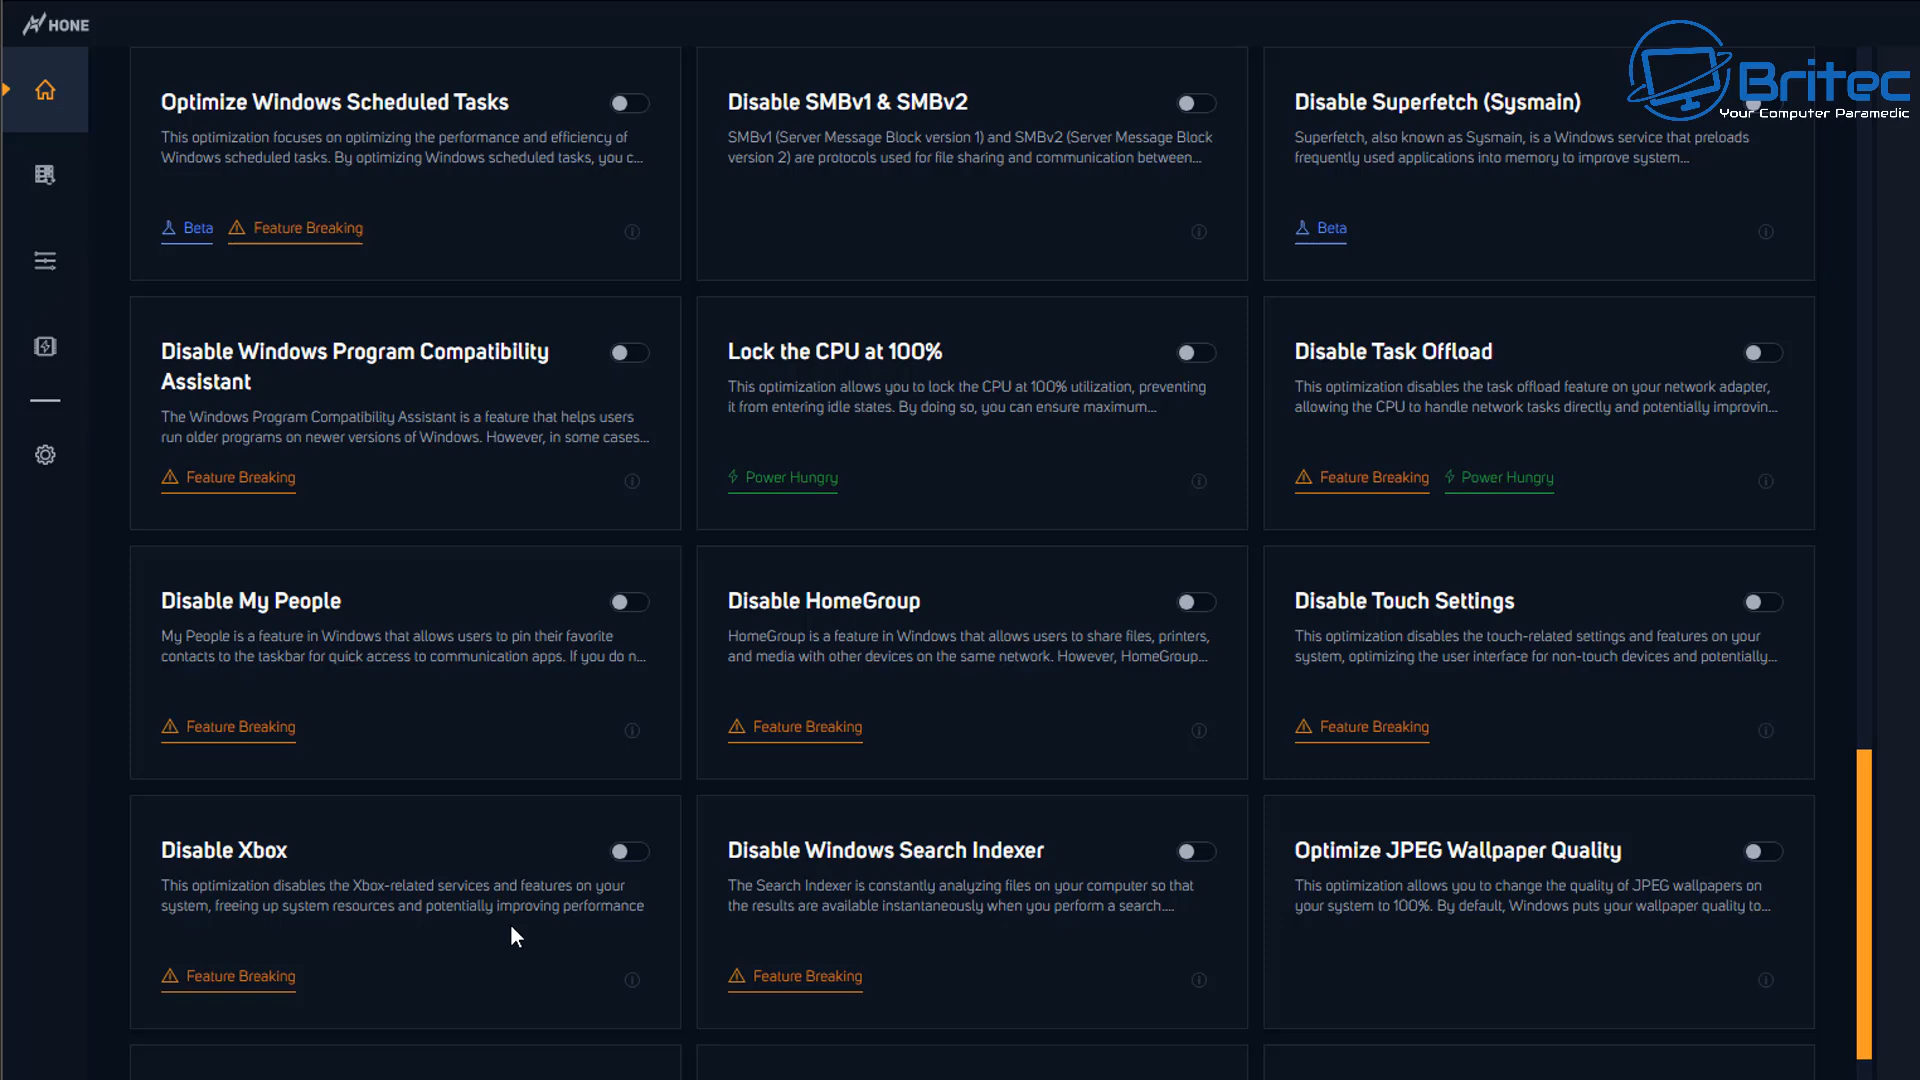 HONE
Britec
Your Computer Paramedic
Optimize Windows Scheduled Tasks
This optimization focuses on optimizing the performance and efficiency of
Windows scheduled tasks. By optimizing Windows scheduled tasks, you c...
Beta
Feature Breaking
Disable SMBv1 & SMBv2
SMBv1 (Server Message Block version 1) and SMBv2 (Server Message Block
version 2) are protocols used for file sharing and communication between...
Disable Superfetch (Sysmain)
Superfetch, also known as Sysmain, is a Windows service that preloads
frequently used applications into memory to improve system...
Beta
Disable Windows Program Compatibility
Assistant
The Windows Program Compatibility Assistant is a feature that helps users
run older programs on newer versions of Windows. However, in some cases...
Feature Breaking
Lock the CPU at 100%
This optimization allows you to lock the CPU at 100% utilization, preventing
it from entering idle states. By doing so, you can ensure maximum...
Power Hungry
Disable Task Offload
This optimization disables the task offload feature on your network adapter,
allowing the CPU to handle network tasks directly and potentially improvin...
Feature Breaking
Power Hungry
Disable My People
My People is a feature in Windows that allows users to pin their favorite
contacts to the taskbar for quick access to communication apps. If you do n...
Feature Breaking
Disable HomeGroup
HomeGroup is a feature in Windows that allows users to share files, printers,
and media with other devices on the same network. However, HomeGroup...
Feature Breaking
Disable Touch Settings
This optimization disables the touch-related settings and features on your
system, optimizing the user interface for non-touch devices and potentially...
Feature Breaking
Disable Xbox
This optimization disables the Xbox-related services and features on your
system, freeing up system resources and potentially improving performance
Feature Breaking
Disable Windows Search Indexer
The Search Indexer is constantly analyzing files on your computer so that
the results are available instantaneously when you perform a search....
Feature Breaking
Optimize JPEG Wallpaper Quality
This optimization allows you to change the quality of JPEG wallpapers on
your system to 100%. By default, Windows puts your wallpaper quality to...